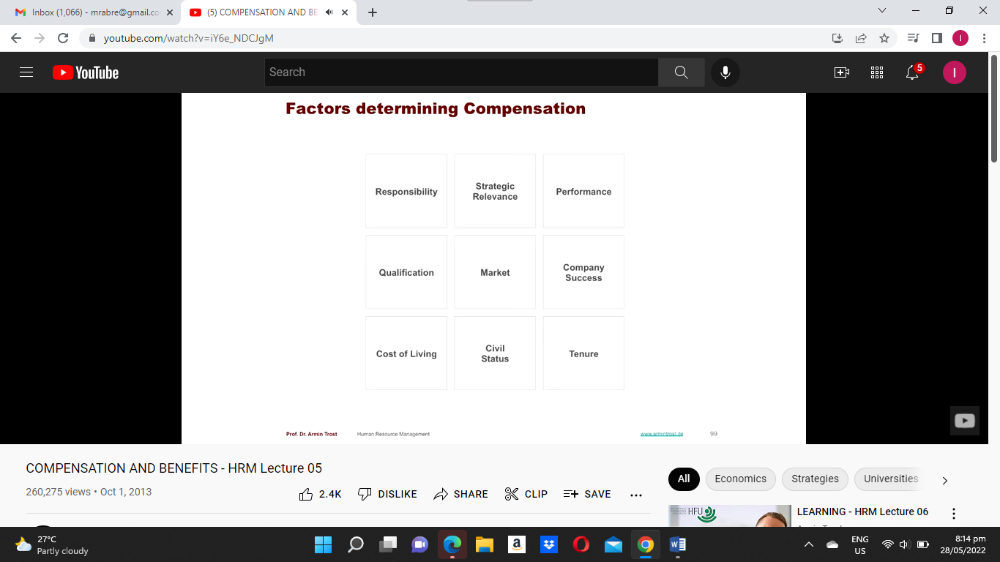 Inbox (1,066) - mrabre@gmail.co
(5) COMPENSATION AND BE
youtube.com/watch?v=iY6e_NDCJgM
I
YouTube
Search
5
I
Factors determining Compensation
Responsibility
Strategic
Relevance
Performance
Qualification
Market
Company
Success
Cost of Living
Civil
Status
Tenure
Prof. Dr. Armin Trost Human Resource Management www.armintrost.de 99
COMPENSATION AND BENEFITS - HRM Lecture 05
260,275 views • Oct 1, 2013
2.4K DISLIKE SHARE CLIP SAVE
All Economics Strategies Universities
HFU
LEARNING - HRM Lecture 06
27°C
Partly cloudy
a
W
ENG
US
8:14 pm
28/05/2022